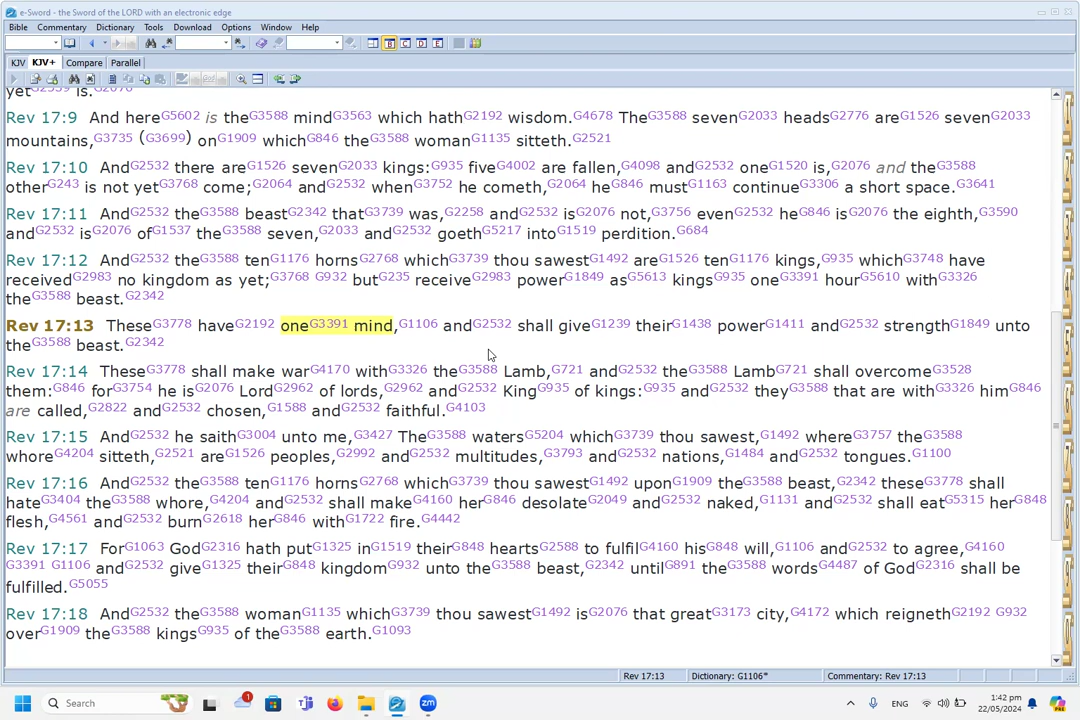 e-Sword - the Sword of the LORD with an electronic edge
Bible Commentary Dictionary Tools Download Options Window Help
B C D E
KJV KJV+ Compare Parallel
yetG2539 is.G2076
Rev 17:9 And hereG5602 is theG3588 mindG3563 which hathG2192 wisdom.G4678 TheG3588 sevenG2033 headsG2776 areG1526 sevenG2033
mountains,G3735 (G3699) onG1909 whichG846 theG3588 womanG1135 sitteth.G2521
Rev 17:10 AndG2532 there areG1526 sevenG2033 kings:G935 fiveG4002 are fallen,G4098 andG2532 oneG1520 is,G2076 and theG3588
otherG243 is not yetG3768 come;G2064 andG2532 whenG3752 he cometh,G2064 heG846 mustG1163 continueG3306 a short space.G3641
Rev 17:11 AndG2532 theG3588 beastG2342 thatG3739 was,G2258 andG2532 isG2076 not,G3756 evenG2532 heG846 isG2076 the eighth,G3590
andG2532 isG2076 ofG1537 theG3588 seven,G2033 andG2532 goethG5217 intoG1519 perdition.G684
Rev 17:12 AndG2532 theG3588 tenG1176 hornsG2768 whichG3739 thou sawestG1492 areG1526 tenG1176 kings,G935 whichG3748 have
receivedG2983 no kingdom as yet;G3768 G932 butG235 receiveG2983 powerG1849 asG5613 kingsG935 oneG3391 hourG5610 withG3326
theG3588 beast.G2342
Rev 17:13 TheseG3778 haveG2192 oneG3391 mind,G1106 andG2532 shall giveG1239 theirG1438 powerG1411 andG2532 strengthG1849 unto
theG3588 beast.G2342
Rev 17:14 TheseG3778 shall make warG4170 withG3326 theG3588 Lamb,G721 andG2532 theG3588 LambG721 shall overcomeG3528
them:G846 forG3754 he isG2076 LordG2962 of lords,G2962 andG2532 KingG935 of kings:G935 andG2532 theyG3588 that are withG3326 himG846
are called,G2822 andG2532 chosen,G1588 andG2532 faithful.G4103
Rev 17:15 AndG2532 he saithG3004 unto me,G3427 TheG3588 watersG5204 whichG3739 thou sawest,G1492 whereG3757 theG3588
whoreG4204 sitteth,G2521 areG1526 peoples,G2992 andG2532 multitudes,G3793 andG2532 nations,G1484 andG2532 tongues.G1100
Rev 17:16 AndG2532 theG3588 tenG1176 hornsG2768 whichG3739 thou sawestG1492 uponG1909 theG3588 beast,G2342 theseG3778 shall
hateG3404 theG3588 whore,G4204 andG2532 shall makeG4160 herG846 desolateG2049 andG2532 naked,G1131 andG2532 shall eatG5315 herG848
flesh,G4561 andG2532 burnG2618 herG846 withG1722 fire.G4442
Rev 17:17 ForG1063 GodG2316 hath putG1325 inG1519 theirG848 heartsG2588 to fulfilG4160 hisG848 will,G1106 andG2532 to agree,G4160
G3391 G1106 andG2532 giveG1325 theirG848 kingdomG932 unto theG3588 beast,G2342 untilG891 theG3588 wordsG4487 of GodG2316 shall be
fulfilled.G5055
Rev 17:18 AndG2532 theG3588 womanG1135 whichG3739 thou sawestG1492 isG2076 that greatG3173 city,G4172 which reignethG2192 G932
overG1909 theG3588 kingsG935 of theG3588 earth.G1093
Rev 17:13 Dictionary: G1106* Commentary: Rev 17:13
Search 1 zm ENG 1:42 pm
22/05/2024 PRE